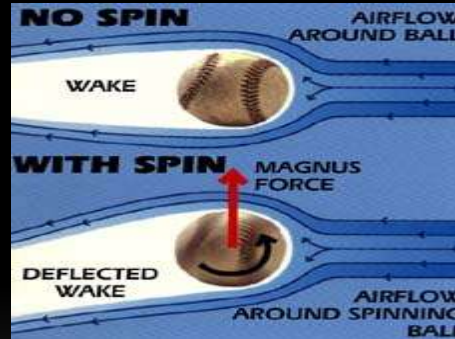 NO SPIN
AIRFLOW
AROUND BALL
WAKE
WITH SPIN
MAGNUS
FORCE
DEFLECTED
WAKE
AIRFLOW
AROUND SPINNING
BALL